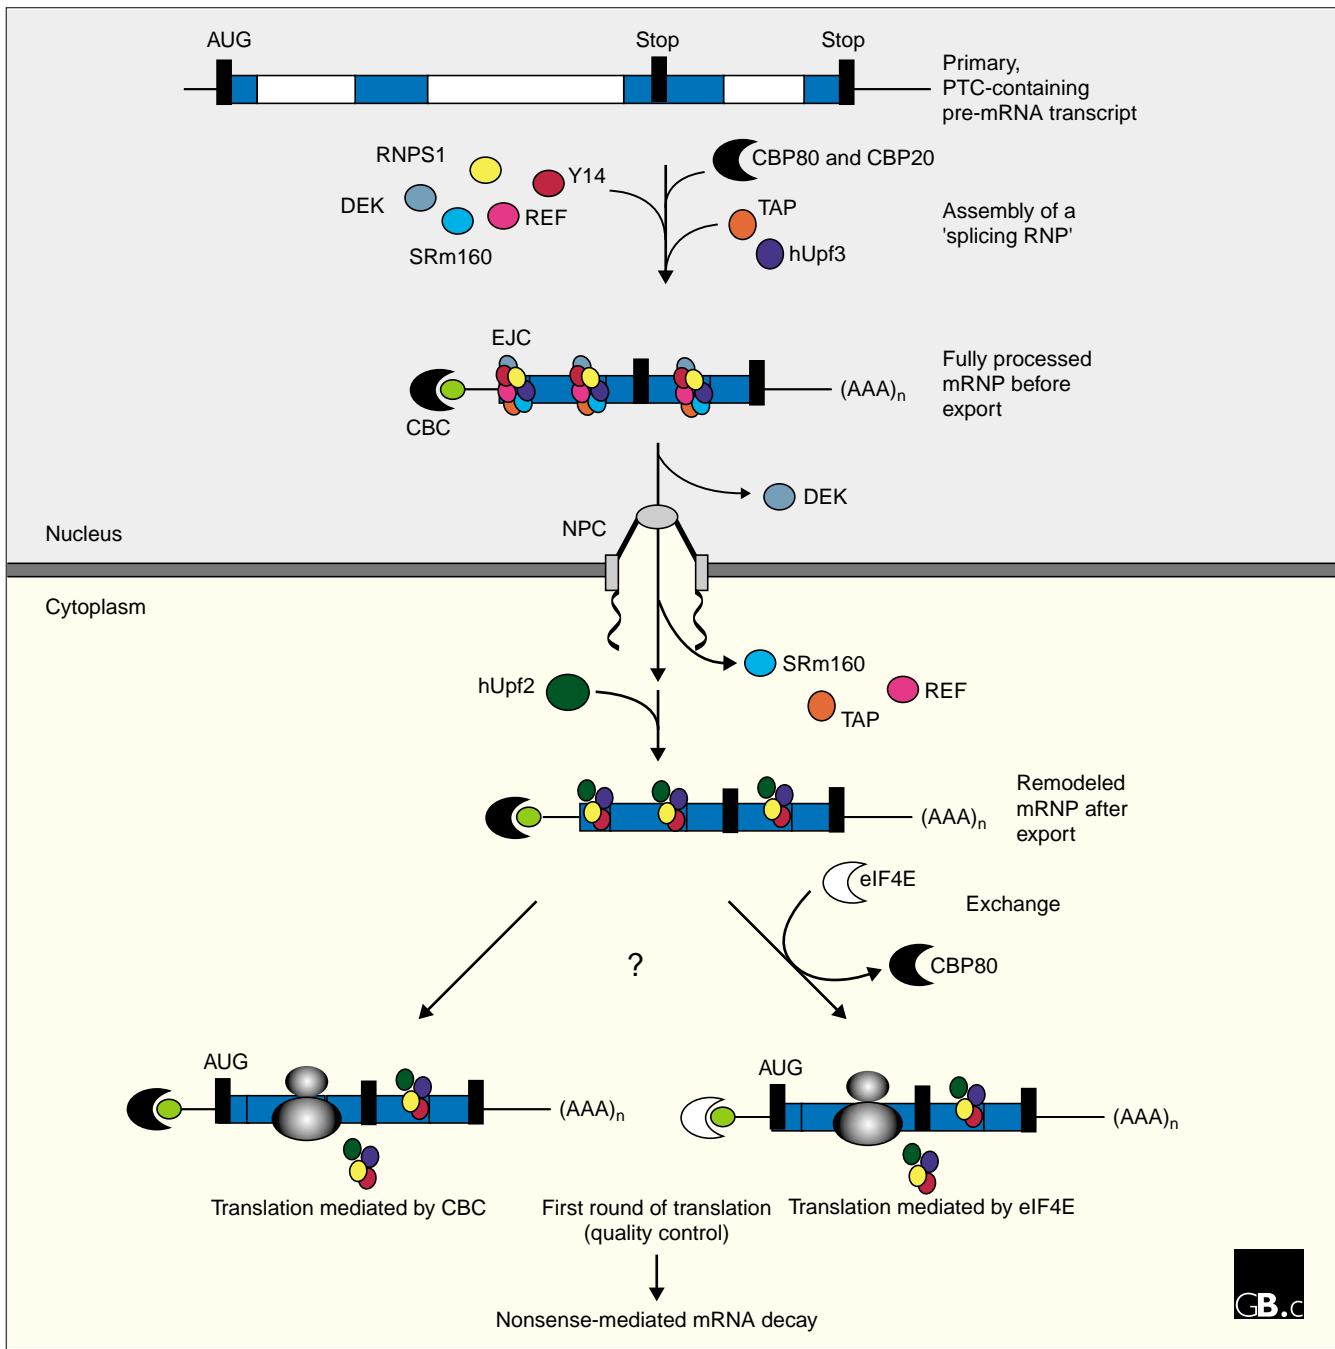 AUG
Stop
Stop
Primary,
PTC-containing
pre-mRNA transcript
RNPS1
Y14
DEK
REF
SRm160
CBP80 and CBP20
TAP
hUpf3
Assembly of a
'splicing RNP'
EJC
CBC
(AAA)n
Fully processed
mRNP before
export
DEK
NPC
Nucleus
Cytoplasm
SRm160
REF
TAP
hUpf2
(AAA)n
Remodeled
mRNP after
export
eIF4E
Exchange
CBP80
?
AUG
(AAA)n
AUG
(AAA)n
Translation mediated by CBC
First round of translation
(quality control)
Translation mediated by eIF4E
Nonsense-mediated mRNA decay
GB.c